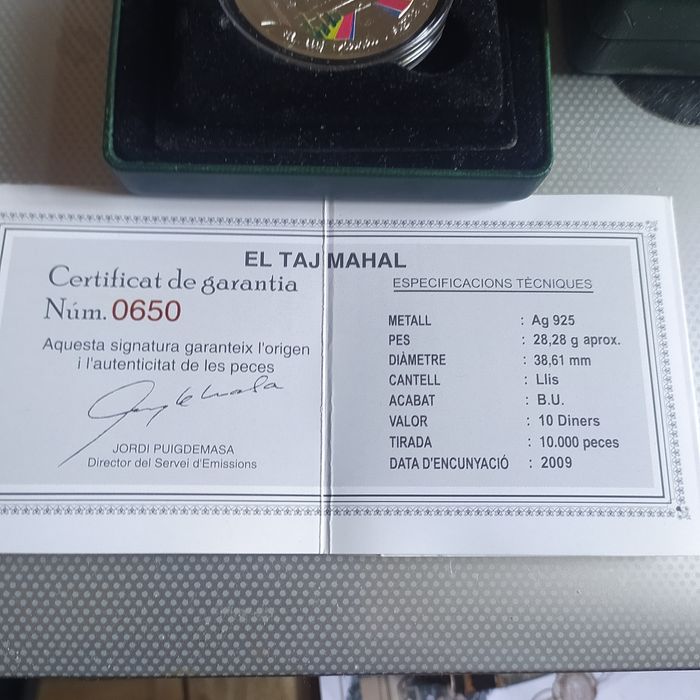 EL TAJ MAHAL
Certificat de garantia
Núm. 0650
Aquesta signatura garanteix l'origen
i l'autenticitat de les peces
JORDI PUIGDEMASA
Director del Servei d'Emissions
ESPECIFICACIONS TÈCNIQUES
METALL : Ag 925
PES : 28,28 g aprox.
DIÀMETRE : 38,61 mm
CANTELL : Llis
ACABAT : B.U.
VALOR : 10 Diners
TIRADA : 10.000 peces
DATA D'ENCUNYACIÓ : 2009